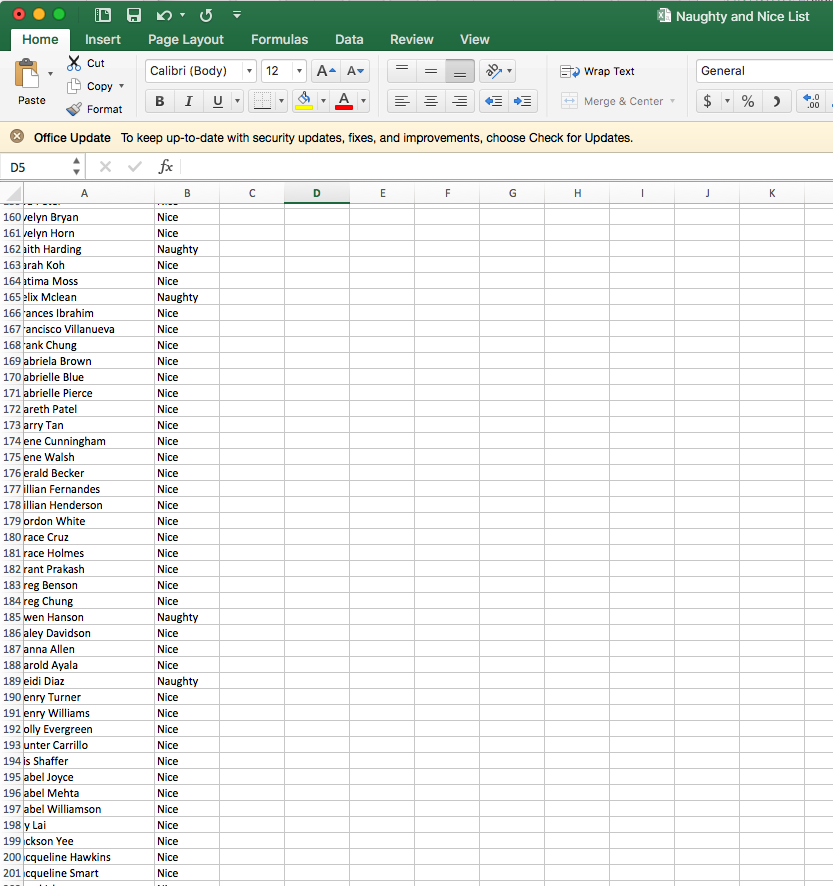 Naughty and Nice List
Home Insert Page Layout Formulas Data Review View
Paste
Cut
Copy
Format
Calibri (Body) 12 A A
B I U A
Wrap Text
Merge & Center
General
$ % )
.0 .00
Office Update To keep up-to-date with security updates, fixes, and improvements, choose Check for Updates.
D5 fx
A B C D E F G H I J K
160 velyn Bryan Nice
161 velyn Horn Nice
162 aith Harding Naughty
163 arah Koh Nice
164 atima Moss Nice
165 elix Mclean Naughty
166 rances Ibrahim Nice
167 rancisco Villanueva Nice
168 rank Chung Nice
169 abriela Brown Nice
170 abrielle Blue Nice
171 abrielle Pierce Nice
172 areth Patel Nice
173 arry Tan Nice
174 ene Cunningham Nice
175 ene Walsh Nice
176 erald Becker Nice
177 illian Fernandes Nice
178 illian Henderson Nice
179 ordon White Nice
180 race Cruz Nice
181 race Holmes Nice
182 rant Prakash Nice
183 reg Benson Nice
184 reg Chung Nice
185 wen Hanson Naughty
186 aley Davidson Nice
187 anna Allen Nice
188 arold Ayala Nice
189 eidi Diaz Naughty
190 enry Turner Nice
191 enry Williams Nice
192 olly Evergreen Nice
193 unter Carrillo Nice
194 is Shaffer Nice
195 abel Joyce Nice
196 abel Mehta Nice
197 abel Williamson Nice
198 y Lai Nice
199 ckson Yee Nice
200 cqueline Hawkins Nice
201 cqueline Smart Nice